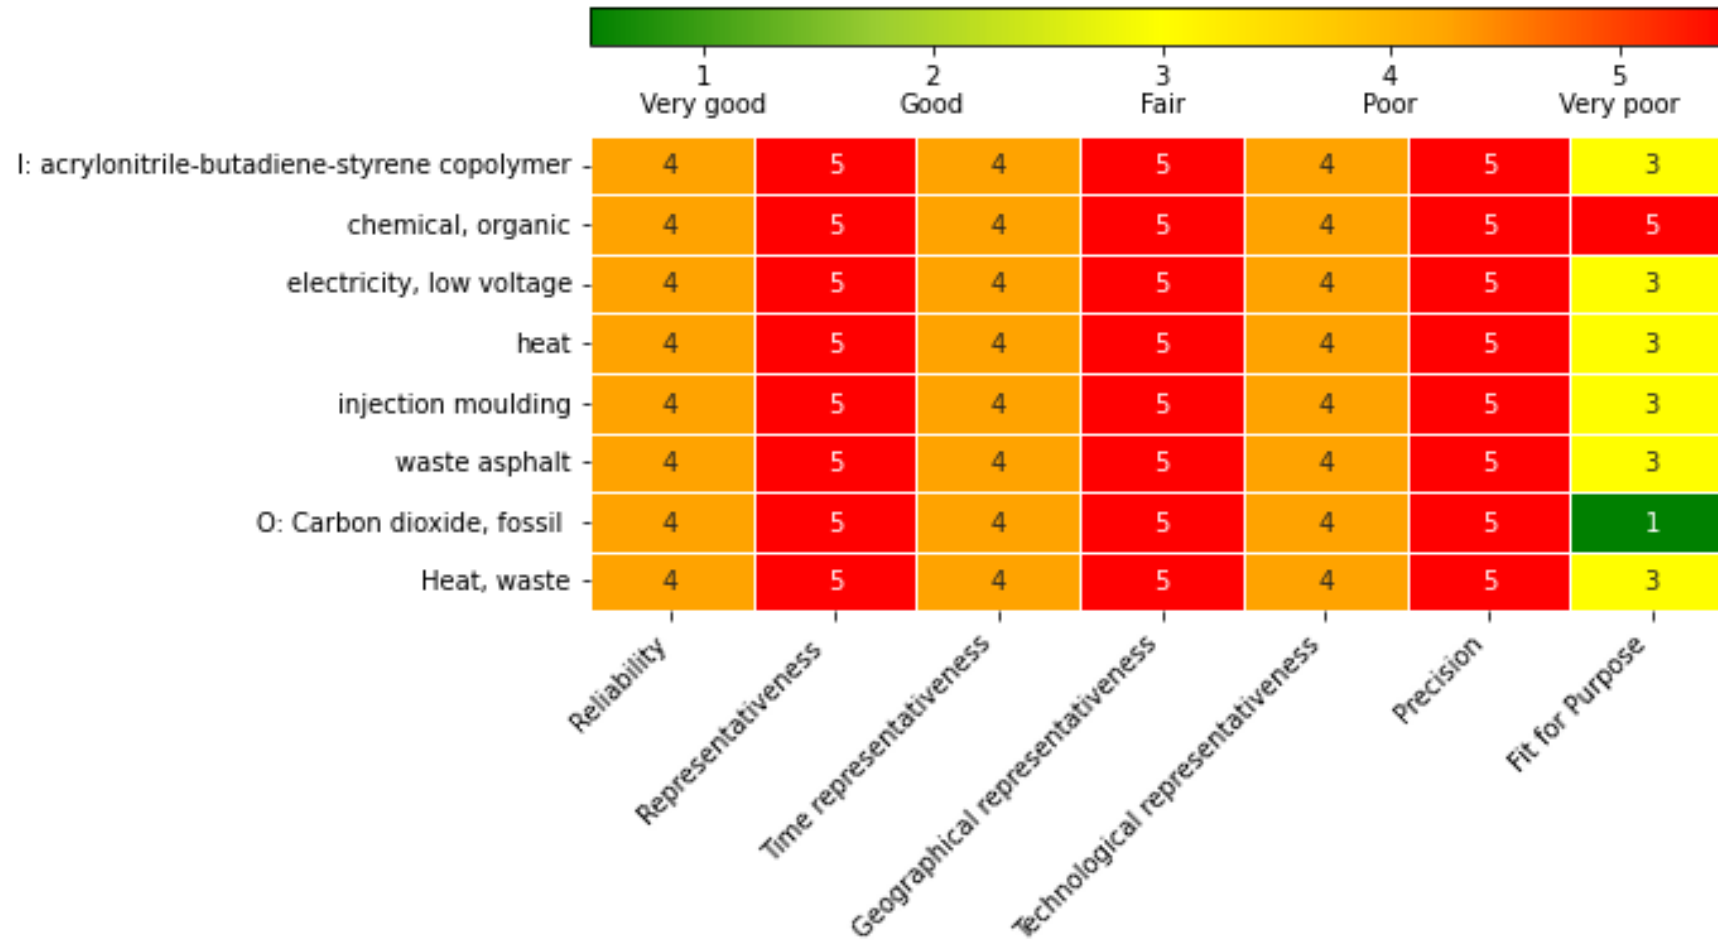 1 2 3 4 5
Very good Good Fair Poor Very poor
I: acrylonitrile-butadiene-styrene copolymer 4 5 4 5 4 5 3
chemical, organic 4 5 4 5 4 5 5
electricity, low voltage 4 5 4 5 4 5 3
heat 4 5 4 5 4 5 3
injection moulding 4 5 4 5 4 5 3
waste asphalt 4 5 4 5 4 5 3
O: Carbon dioxide, fossil 4 5 4 5 4 5 1
Heat, waste 4 5 4 5 4 5 3
Reliability
Representativeness
Time representativeness
Geographical representativeness
Technological representativeness
Precision
Fit for Purpose